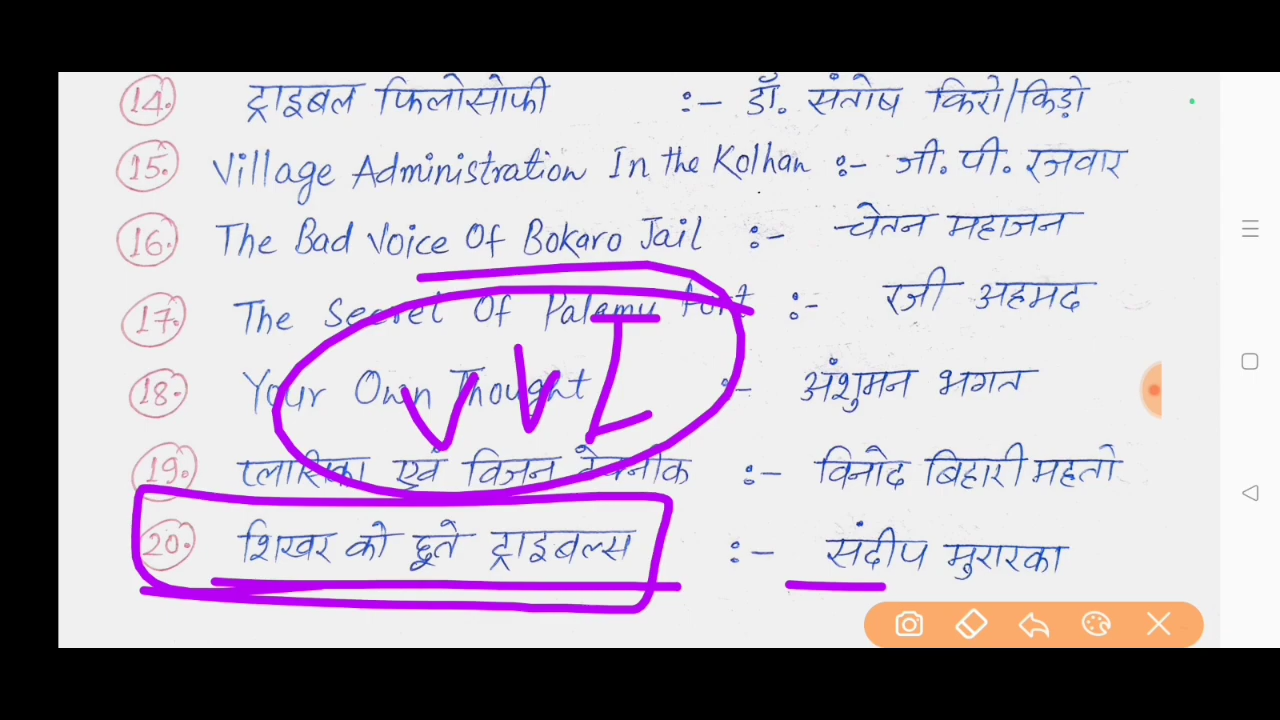 14. ट्राइबल फिलोसोफी :- डॉ. संतोष किरो/किड़ो
15. Village Administration In the Kolhan :- जी. पी. रजवार
16. The Bad Voice Of Bokaro Jail :- चेतन महाजन
17. The Secret Of Palamu Fort :- रजी अहमद
18. Your Own Thought :- अंशुमन भगत
VVI
19. प्लासिका एवं विजन टेक्नीक :- विनोद बिहारी महतो
20. शिखर को छूते ट्राइबल्स :- संदीप मुरारका